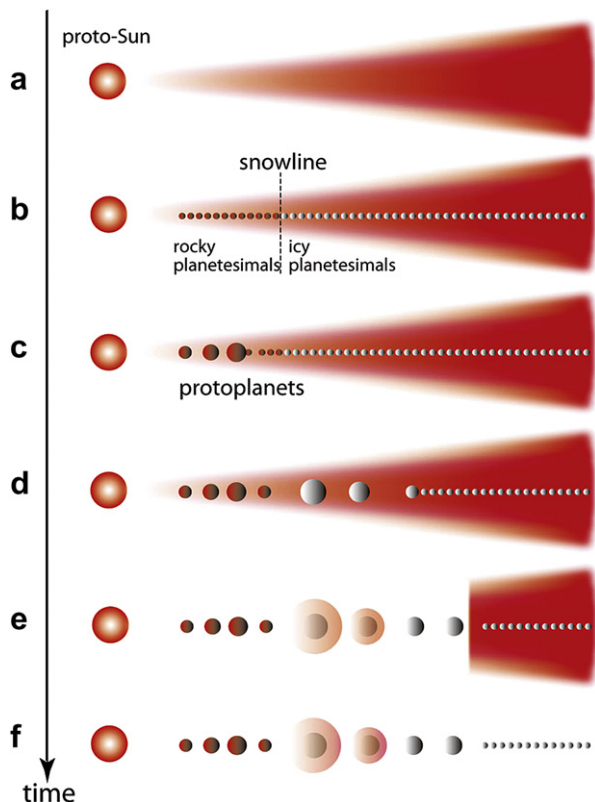 proto-Sun
a
snowline
b
rocky planetesimals
icy planetesimals
c
protoplanets
d
e
f
time